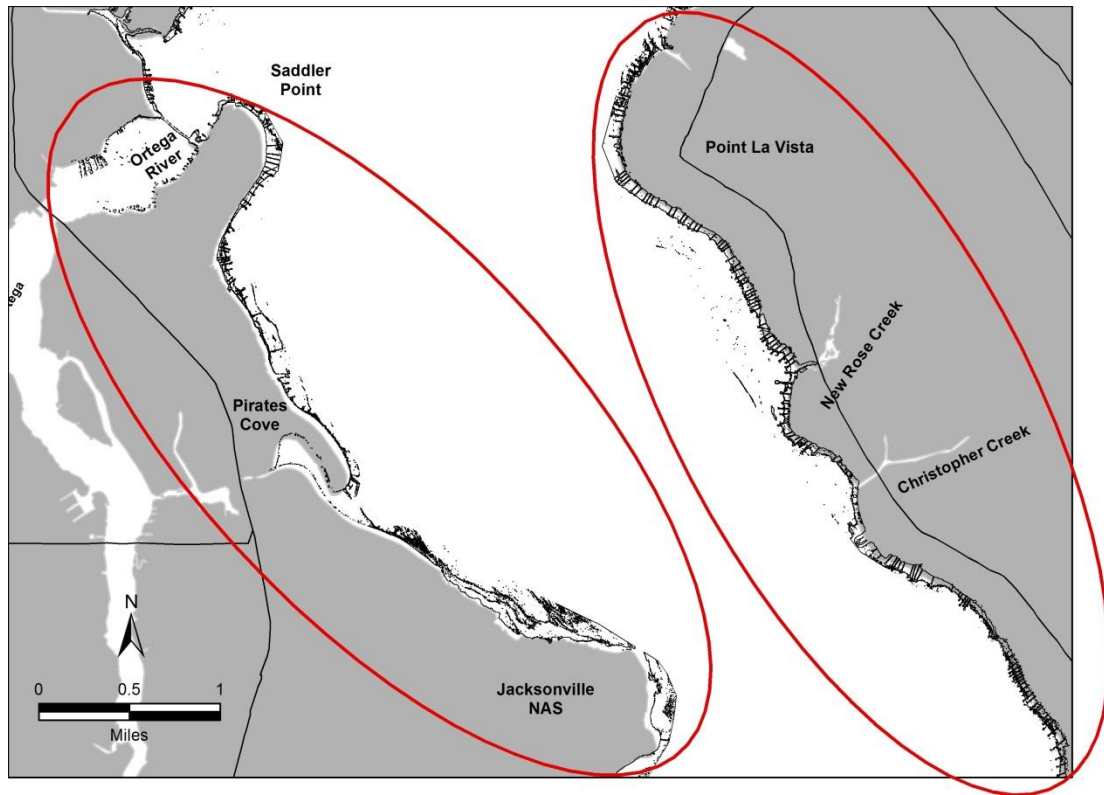 Saddler
Point
Ortega
River
Point La Vista
New Rose Creek
Pirates
Cove
Christopher Creek
N
0 0.5 1
Miles
Jacksonville
NAS